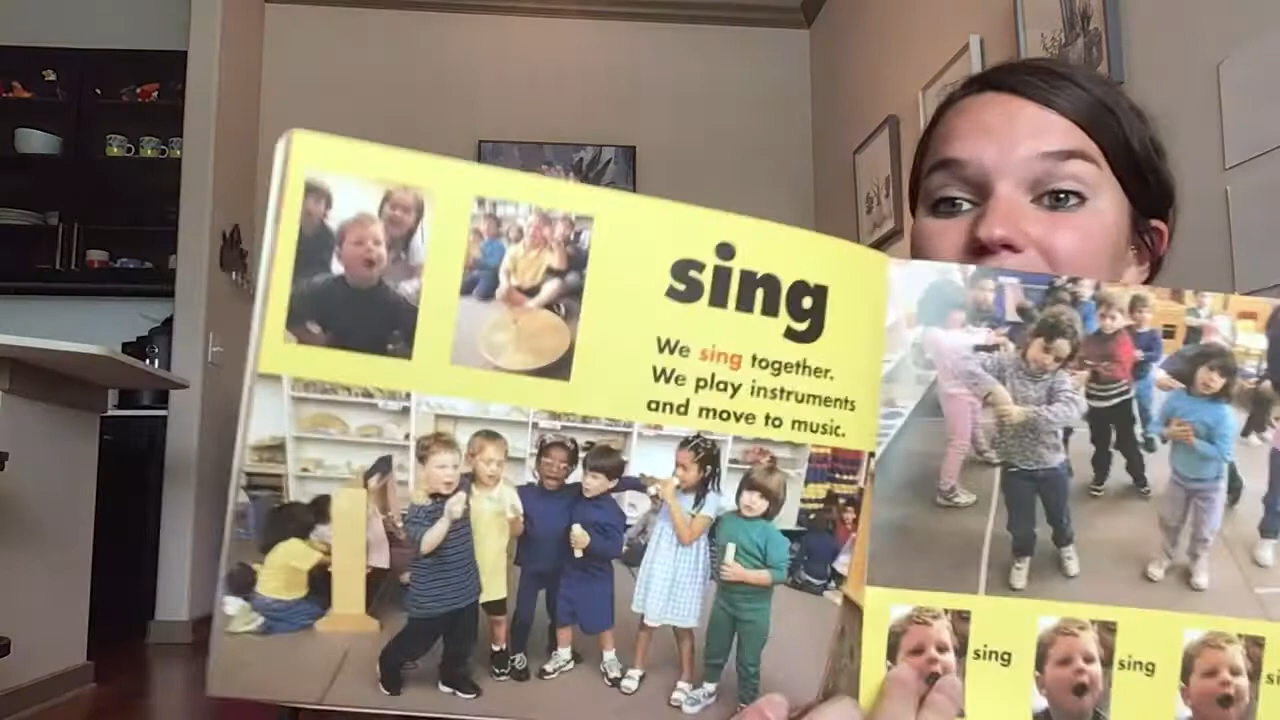 sing
We sing together.
We play instruments
and move to music.
sing
sing